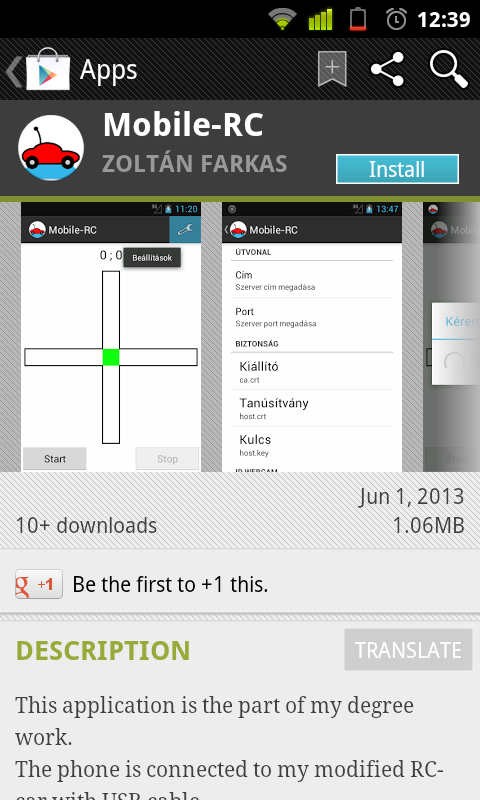 12:39
Apps
Mobile-RC
ZOLTÁN FARKAS
Install
11:20
Mobile-RC
0 ; 0
Beállítások
Start
Stop
13:47
Mobile-RC
ÚTVONAL
Cím
Szerver cím megadása
Port
Szerver port megadása
BIZTONSÁG
Kiállító
ca.crt
Tanúsítvány
host.crt
Kulcs
host.key
IP WEBCAM
Kérem
Start
Jun 1, 2013
10+ downloads
1.06MB
g +1
Be the first to +1 this.
DESCRIPTION
TRANSLATE
This application is the part of my degree
work.
The phone is connected to my modified RC-
car with USB cable